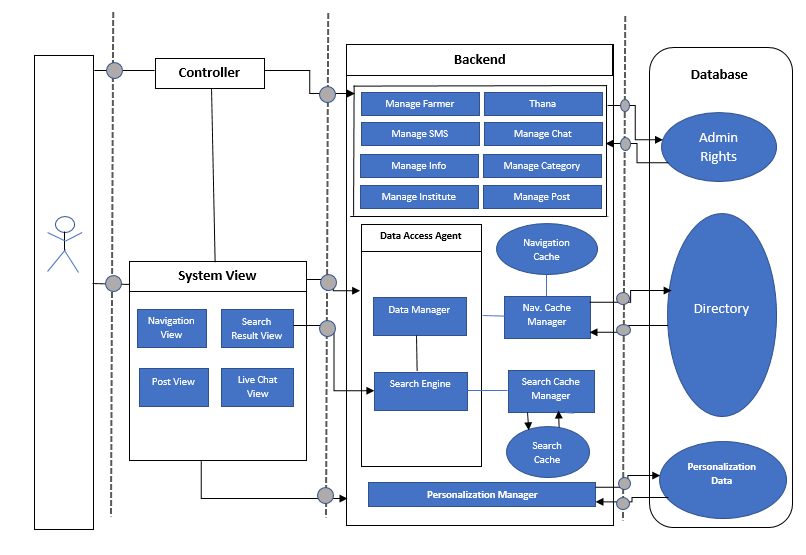 Controller
Backend
Database
Manage Farmer
Thana
Manage SMS
Manage Chat
Manage Info
Manage Category
Manage Institute
Manage Post
Admin
Rights
Data Access Agent
Navigation
Cache
System View
Navigation
View
Search
Result View
Post View
Live Chat
View
Data Manager
Nav. Cache
Manager
Directory
Search Engine
Search Cache
Manager
Search
Cache
Personalization Manager
Personalization
Data